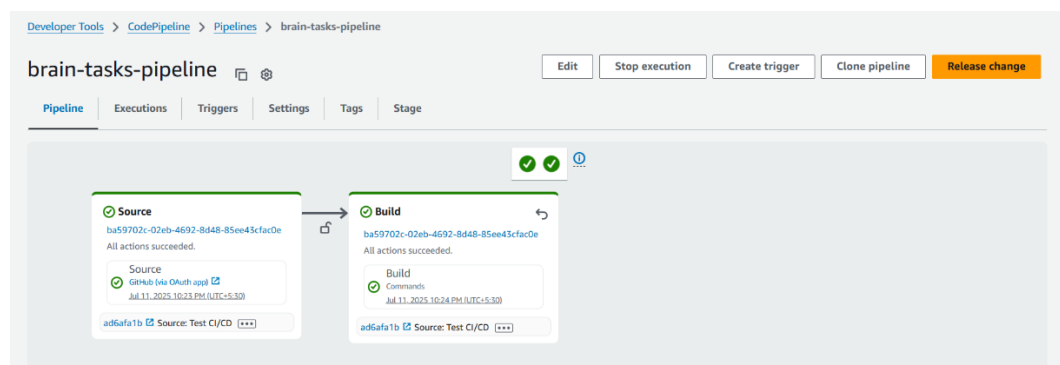 Developer Tools > CodePipeline > Pipelines > brain-tasks-pipeline
brain-tasks-pipeline
Edit Stop execution Create trigger Clone pipeline Release change
Pipeline Executions Triggers Settings Tags Stage
Source
ba59702c-02eb-4692-8d48-85ee43cfac0e
All actions succeeded.
Source
GitHub (via OAuth app)
Jul 11, 2025 10:23 PM (UTC+5:30)
ad6afa1b Source: Test CI/CD
Build
ba59702c-02eb-4692-8d48-85ee43cfac0e
All actions succeeded.
Build
Commands
Jul 11, 2025 10:24 PM (UTC+5:30)
ad6afa1b Source: Test CI/CD